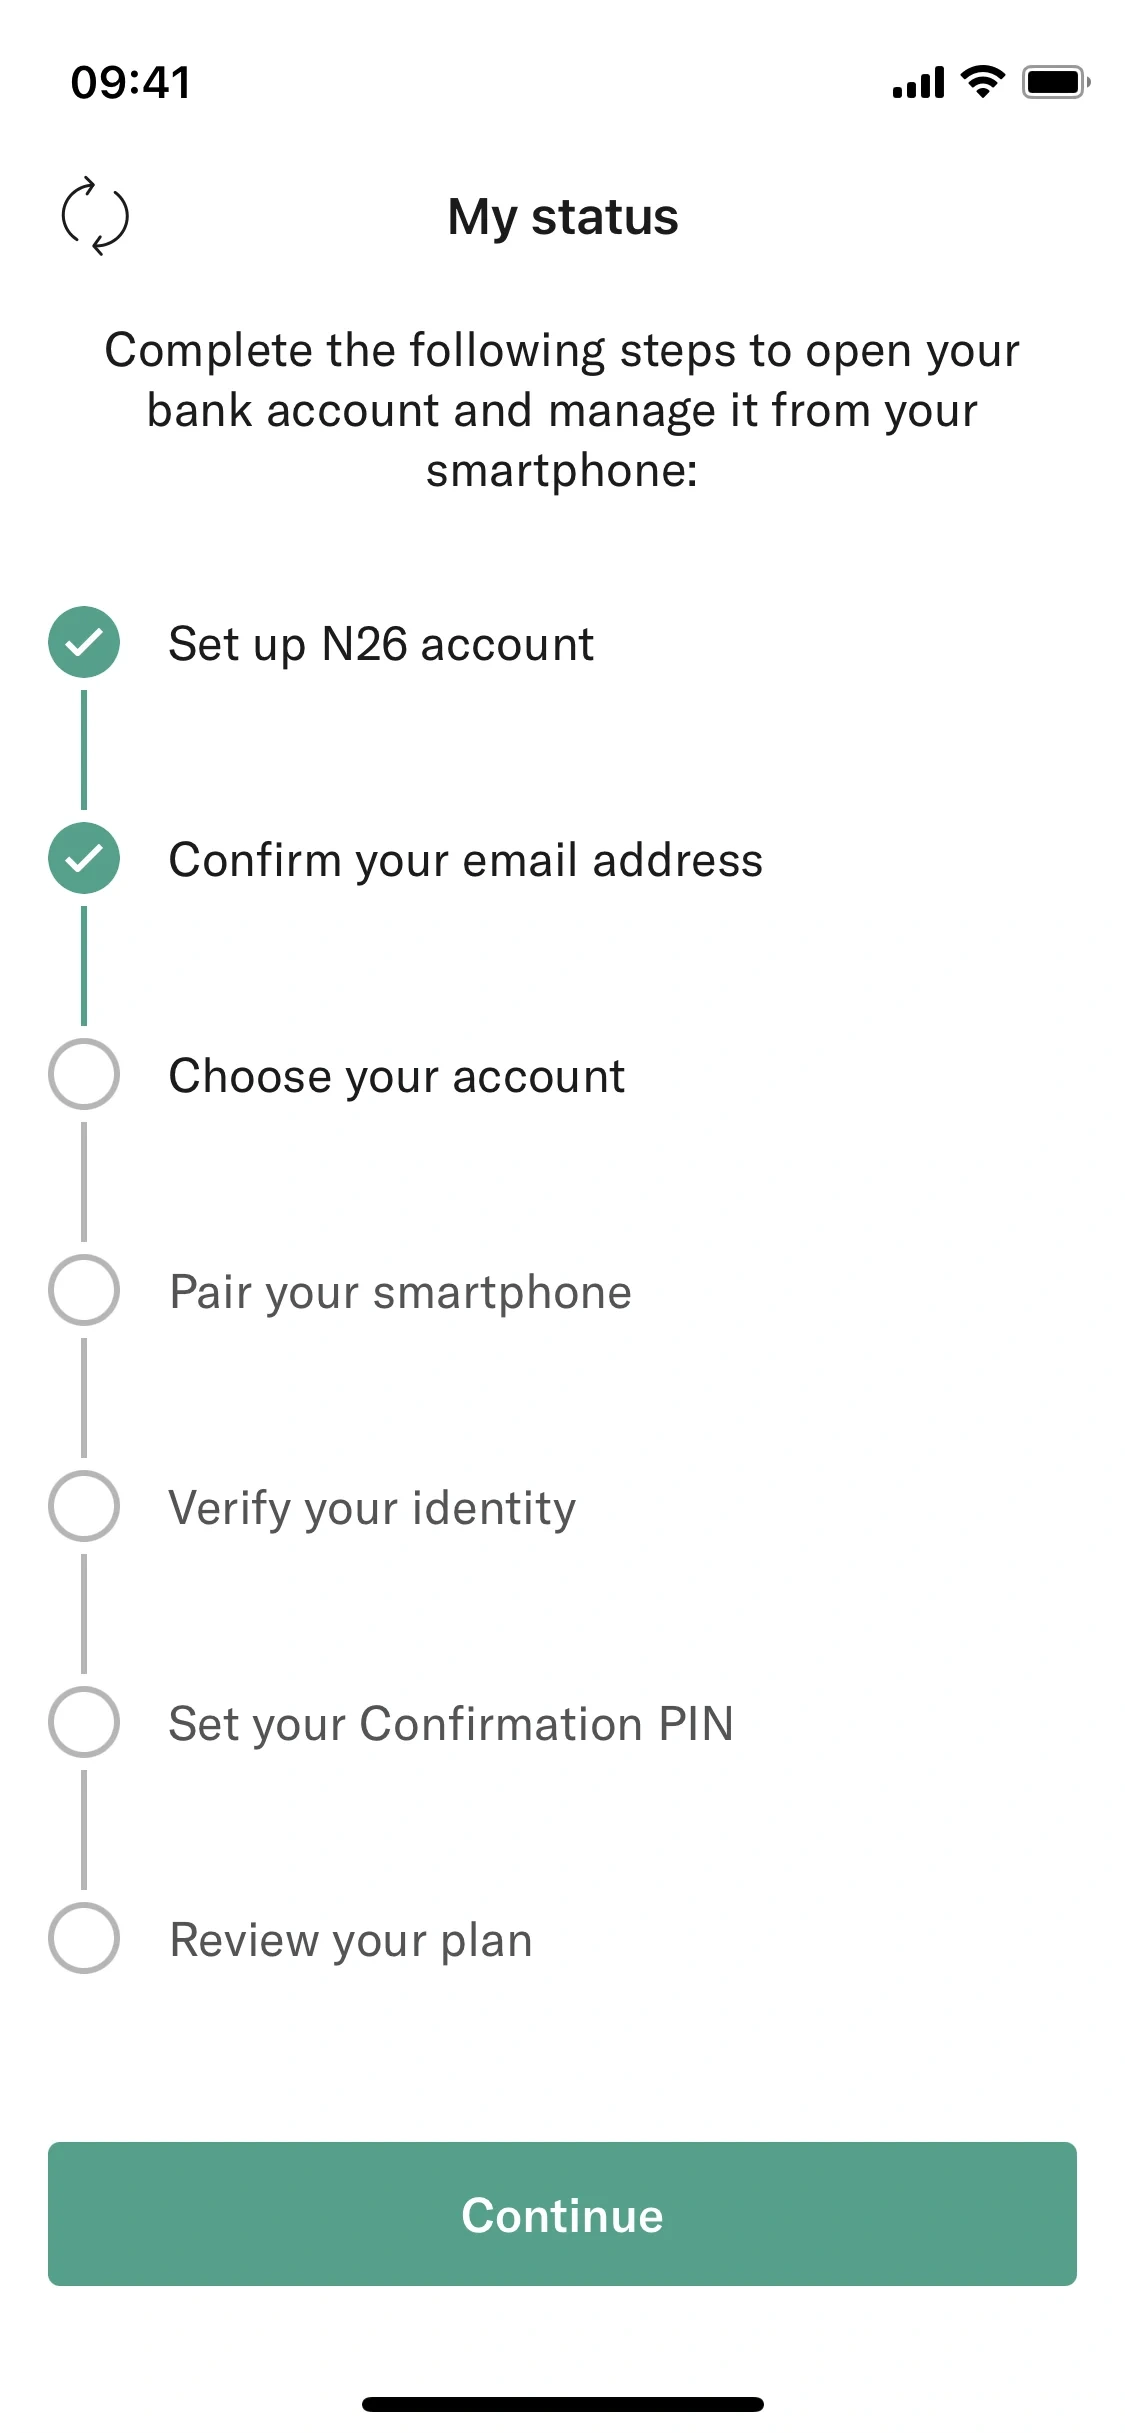 09:41
My status
Complete the following steps to open your
bank account and manage it from your
smartphone:
Set up N26 account
Confirm your email address
Choose your account
Pair your smartphone
Verify your identity
Set your Confirmation PIN
Review your plan
Continue